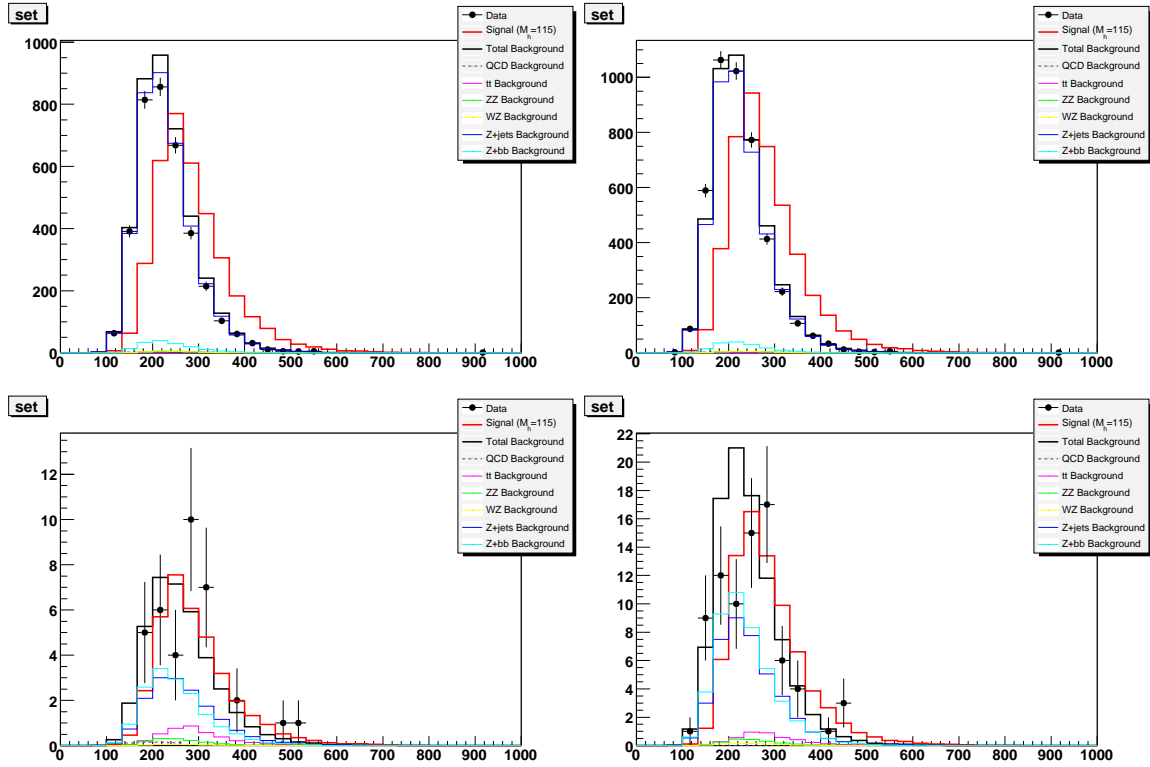 set
Data
Signal (M_h=115)
Total Background
QCD Background
tt Background
ZZ Background
WZ Background
Z+jets Background
Z+bb Background
1000
800
600
400
200
0
0 100 200 300 400 500 600 700 800 900 1000
set
Data
Signal (M_h=115)
Total Background
QCD Background
tt Background
ZZ Background
WZ Background
Z+jets Background
Z+bb Background
1000
800
600
400
200
0
0 100 200 300 400 500 600 700 800 900 1000
set
Data
Signal (M_h=115)
Total Background
QCD Background
tt Background
ZZ Background
WZ Background
Z+jets Background
Z+bb Background
12
10
8
6
4
2
0
0 100 200 300 400 500 600 700 800 900 1000
set
Data
Signal (M_h=115)
Total Background
QCD Background
tt Background
ZZ Background
WZ Background
Z+jets Background
Z+bb Background
22
20
18
16
14
12
10
8
6
4
2
0
0 100 200 300 400 500 600 700 800 900 1000